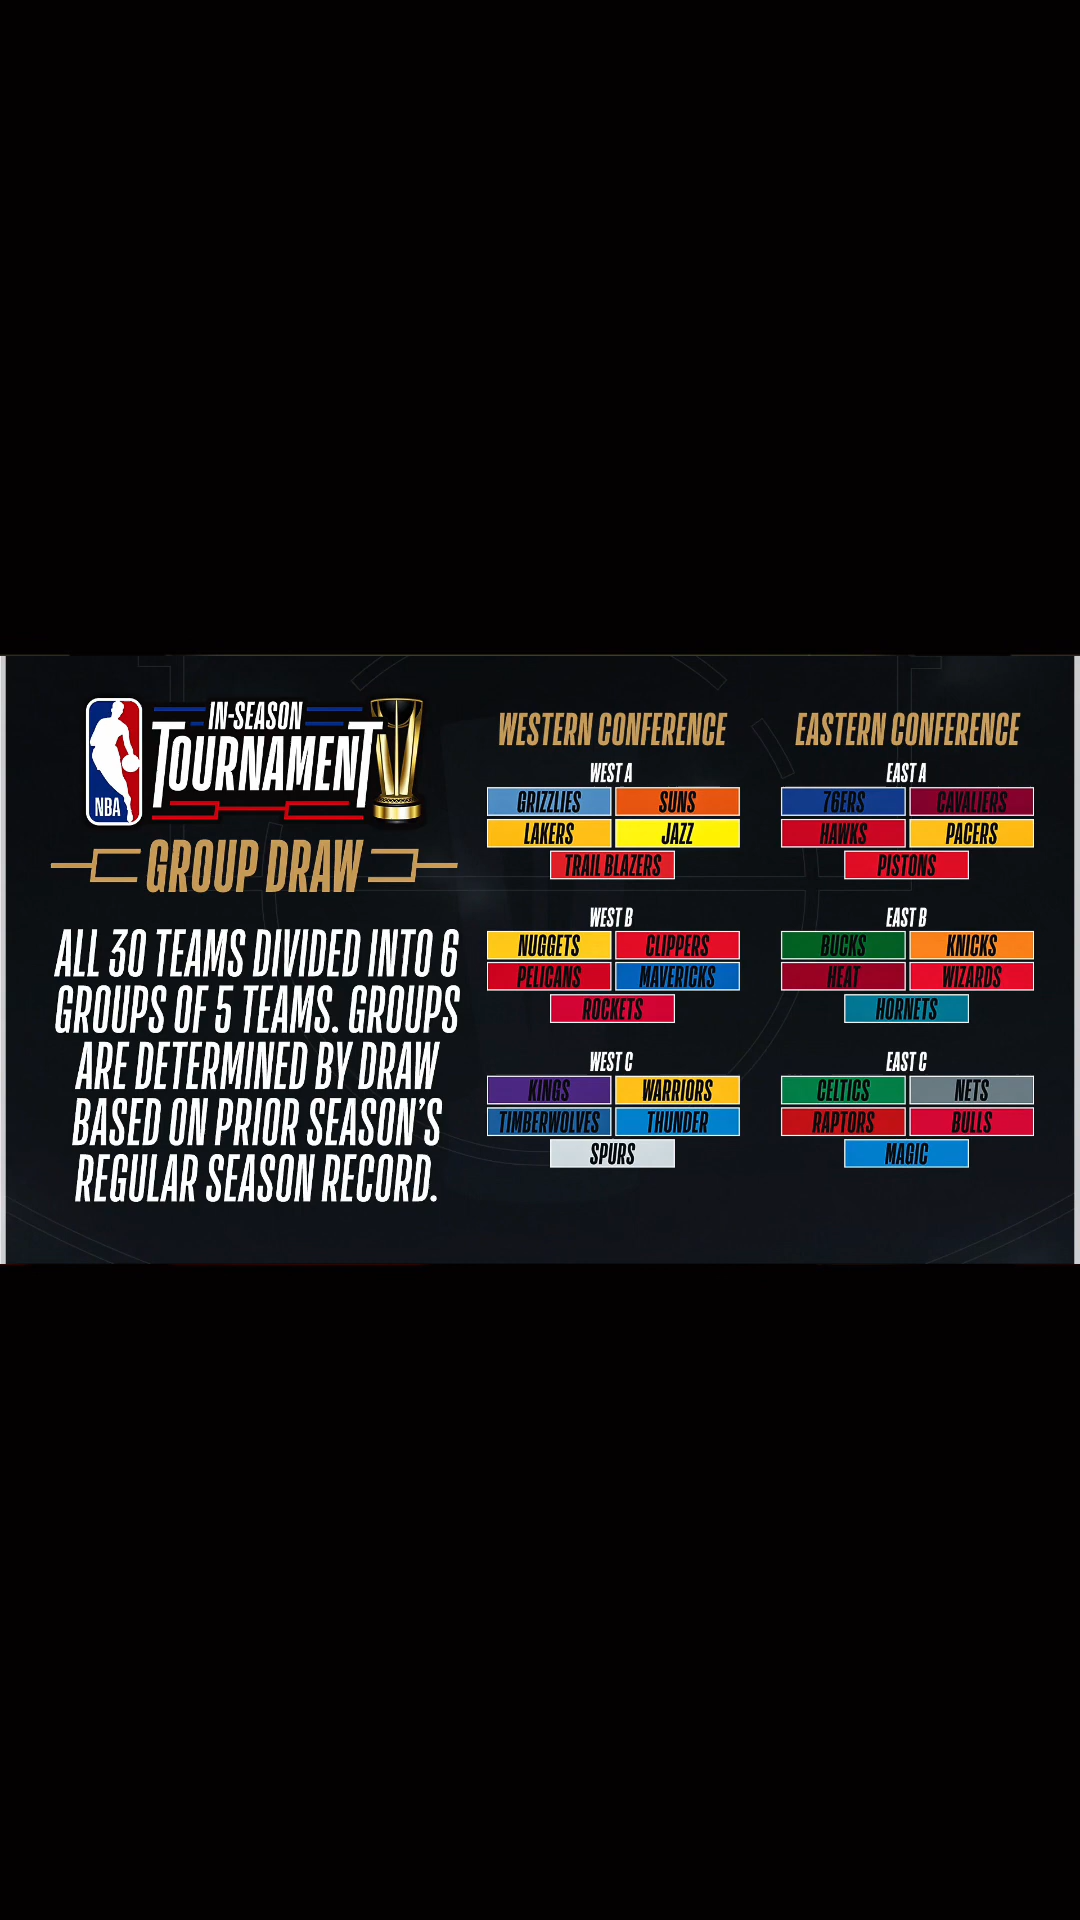 IN-SEASON
TOURNAMENT
NBA
GROUP DRAW
ALL 30 TEAMS DIVIDED INTO 6
GROUPS OF 5 TEAMS. GROUPS
ARE DETERMINED BY DRAW
BASED ON PRIOR SEASON'S
REGULAR SEASON RECORD.
WESTERN CONFERENCE
WEST A
GRIZZLIES SUNS
LAKERS JAZZ
TRAIL BLAZERS
WEST B
NUGGETS CLIPPERS
PELICANS MAVERICKS
ROCKETS
WEST C
KINGS WARRIORS
TIMBERWOLVES THUNDER
SPURS
EASTERN CONFERENCE
EAST A
76ERS CAVALIERS
HAWKS PACERS
PISTONS
EAST B
BUCKS KNICKS
HEAT WIZARDS
HORNETS
EAST C
CELTICS NETS
RAPTORS BULLS
MAGIC